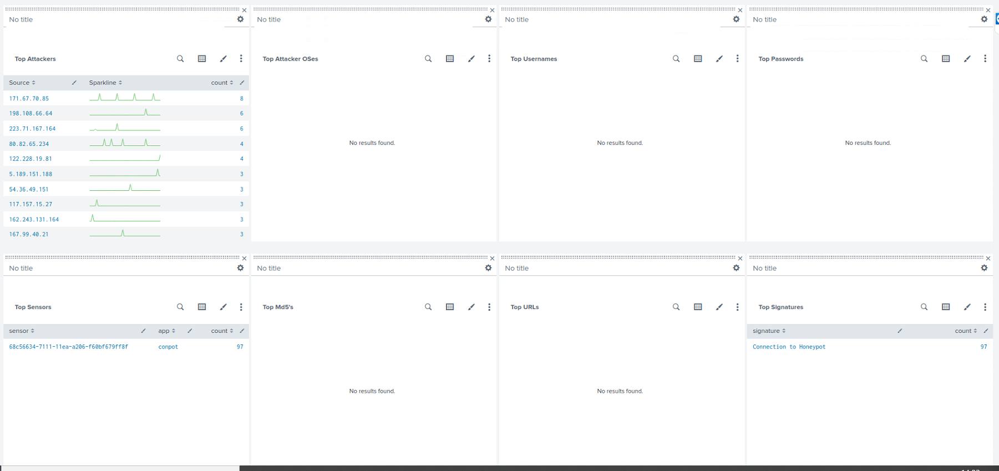 No title
No title
No title
No title
Top Attackers
Top Attacker OSes
Top Usernames
Top Passwords
Source Sparkline count
171.67.70.85 8
198.108.66.64 6
223.71.167.164 6
80.82.65.234 4
122.228.19.81 4
5.189.151.188 3
54.36.49.151 3
117.157.15.27 3
162.243.131.164 3
167.99.40.21 3
No results found.
No results found.
No results found.
No title
No title
No title
No title
Top Sensors
Top Md5's
Top URLs
Top Signatures
sensor app count
68c56634-7111-11ea-a206-f60bf679ff8f conpot 97
No results found.
No results found.
signature count
Connection to Honeypot 97